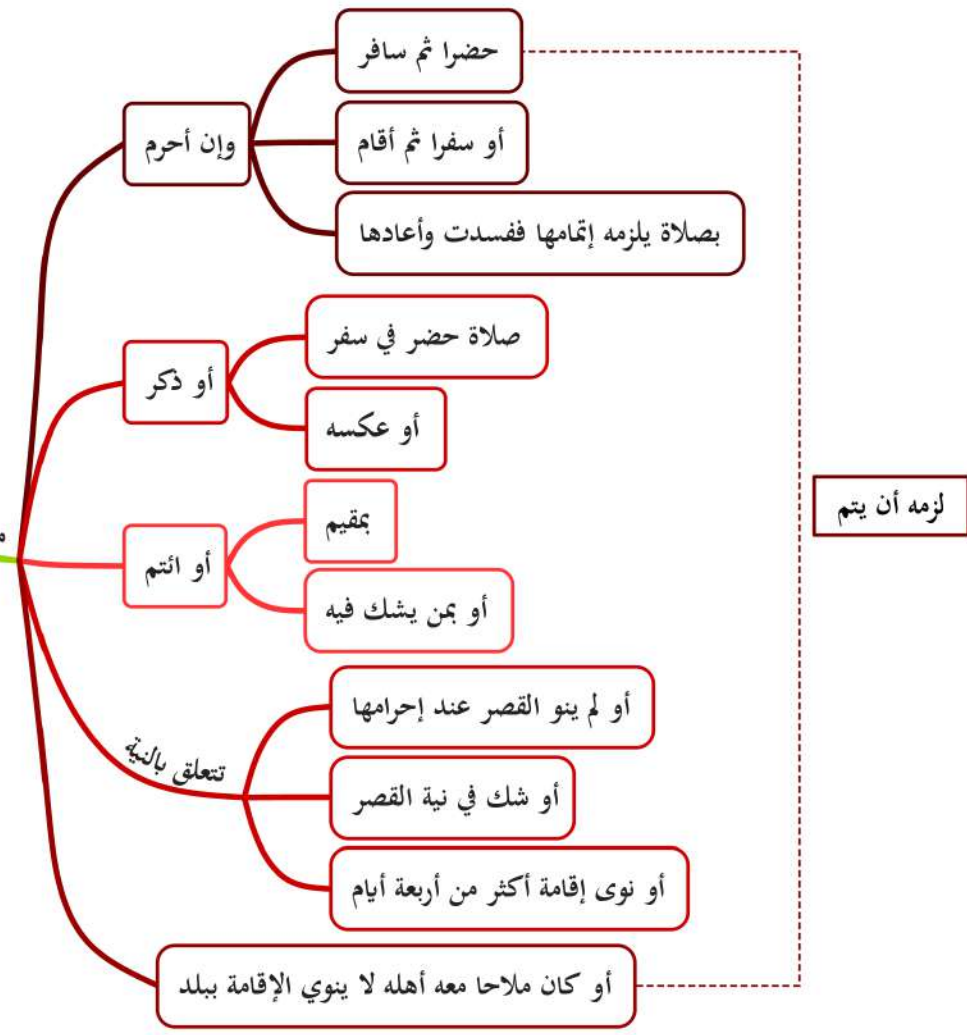 وإن أحرم
حضرا ثم سافر
أو سفرا ثم أقام
بصلاة يلزمه إتمامها ففسدت وأعادها
أو ذكر
صلاة حضر في سفر
أو عكسه
أو ائتم
بمقيم
أو بمن يشك فيه
تتعلق بالنية
أو لم ينو القصر عند إحرامها
أو شك في نية القصر
أو نوى إقامة أكثر من أربعة أيام
أو كان ملاحا معه أهله لا ينوي الإقامة ببلد
لزمه أن يتم